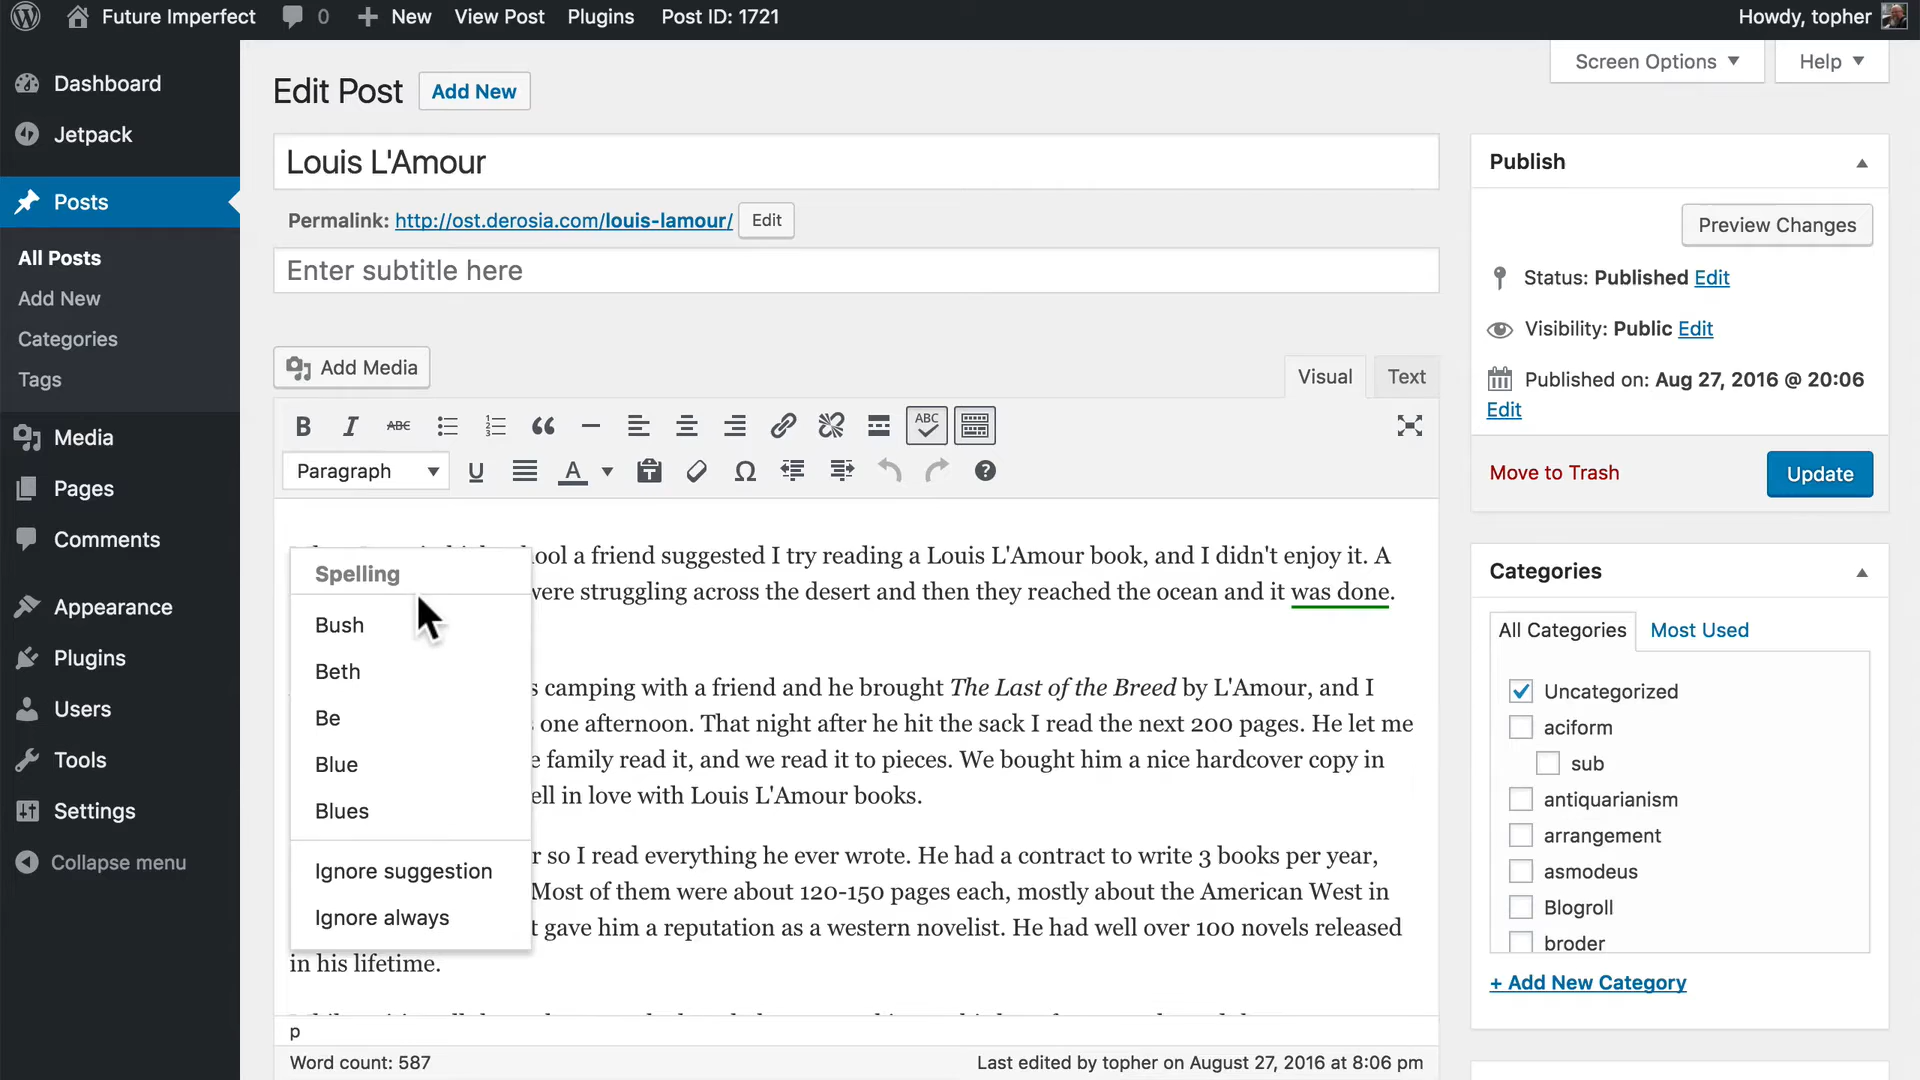 Future Imperfect 0 New View Post Plugins Post ID: 1721 Howdy, topher
Screen Options Help
Dashboard
Jetpack
Posts
All Posts
Add New
Categories
Tags
Media
Pages
Comments
Appearance
Plugins
Users
Tools
Settings
Collapse menu
Edit Post Add New
Louis L'Amour
Permalink: http://ost.derosia.com/louis-lamour/ Edit
Enter subtitle here
Add Media
Visual Text
B I ABC ABC
Paragraph U A Ω ?
ool a friend suggested I try reading a Louis L'Amour book, and I didn't enjoy it. A
were struggling across the desert and then they reached the ocean and it was done.
s camping with a friend and he brought The Last of the Breed by L'Amour, and I
one afternoon. That night after he hit the sack I read the next 200 pages. He let me
e family read it, and we read it to pieces. We bought him a nice hardcover copy in
ell in love with Louis L'Amour books.
r so I read everything he ever wrote. He had a contract to write 3 books per year,
Most of them were about 120-150 pages each, mostly about the American West in
t gave him a reputation as a western novelist. He had well over 100 novels released
in his lifetime.
Spelling
Bush
Beth
Be
Blue
Blues
Ignore suggestion
Ignore always
p
Word count: 587 Last edited by topher on August 27, 2016 at 8:06 pm
Publish
Preview Changes
Status: Published Edit
Visibility: Public Edit
Published on: Aug 27, 2016 @ 20:06
Edit
Move to Trash Update
Categories
All Categories Most Used
Uncategorized
aciform
sub
antiquarianism
arrangement
asmodeus
Blogroll
broder
+ Add New Category